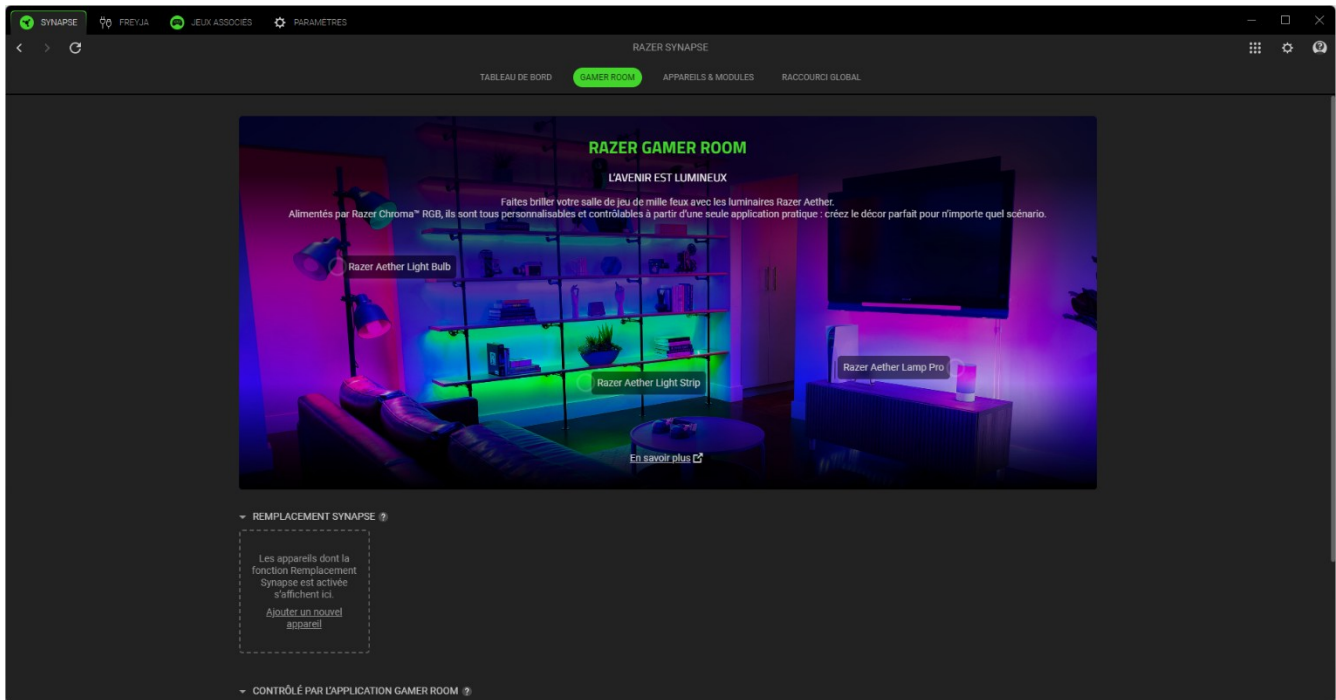 SYNAPSE
FREYJA
JEUX ASSOCIÉS
PARAMÈTRES
RAZER SYNAPSE
TABLEAU DE BORD
GAMER ROOM
APPAREILS & MODULES
RACCOURCI GLOBAL
RAZER GAMER ROOM
L'AVENIR EST LUMINEUX
Faites briller votre salle de jeu de mille feux avec les luminaires Razer Aether.
Alimentés par Razer Chroma™ RGB, ils sont tous personnalisables et contrôlables à partir d'une seule application pratique : créez le décor parfait pour n'importe quel scénario.
Razer Aether Light Bulb
Razer Aether Lamp Pro
Razer Aether Light Strip
En savoir plus
REMPLACEMENT SYNAPSE ?
Les appareils dont la
fonction Remplacement
Synapse est activée
s'affichent ici.
Ajouter un nouvel
appareil
CONTRÔLÉ PAR L'APPLICATION GAMER ROOM ?